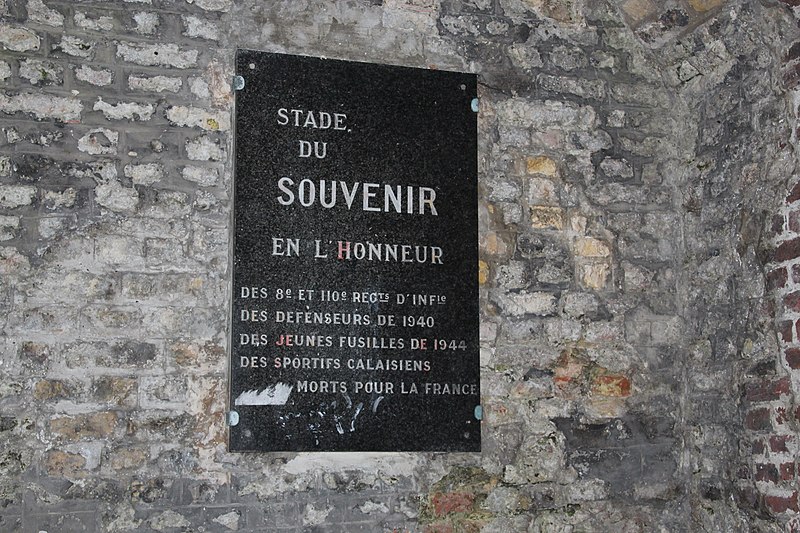 STADE.
DU
SOUVENIR
EN L'HONNEUR
DES 8e ET 110e REGTS D'INFIe
DES DEFENSEURS DE 1940
DES JEUNES FUSILLES DE 1944
DES SPORTIFS CALAISIENS
MORTS POUR LA FRANCE